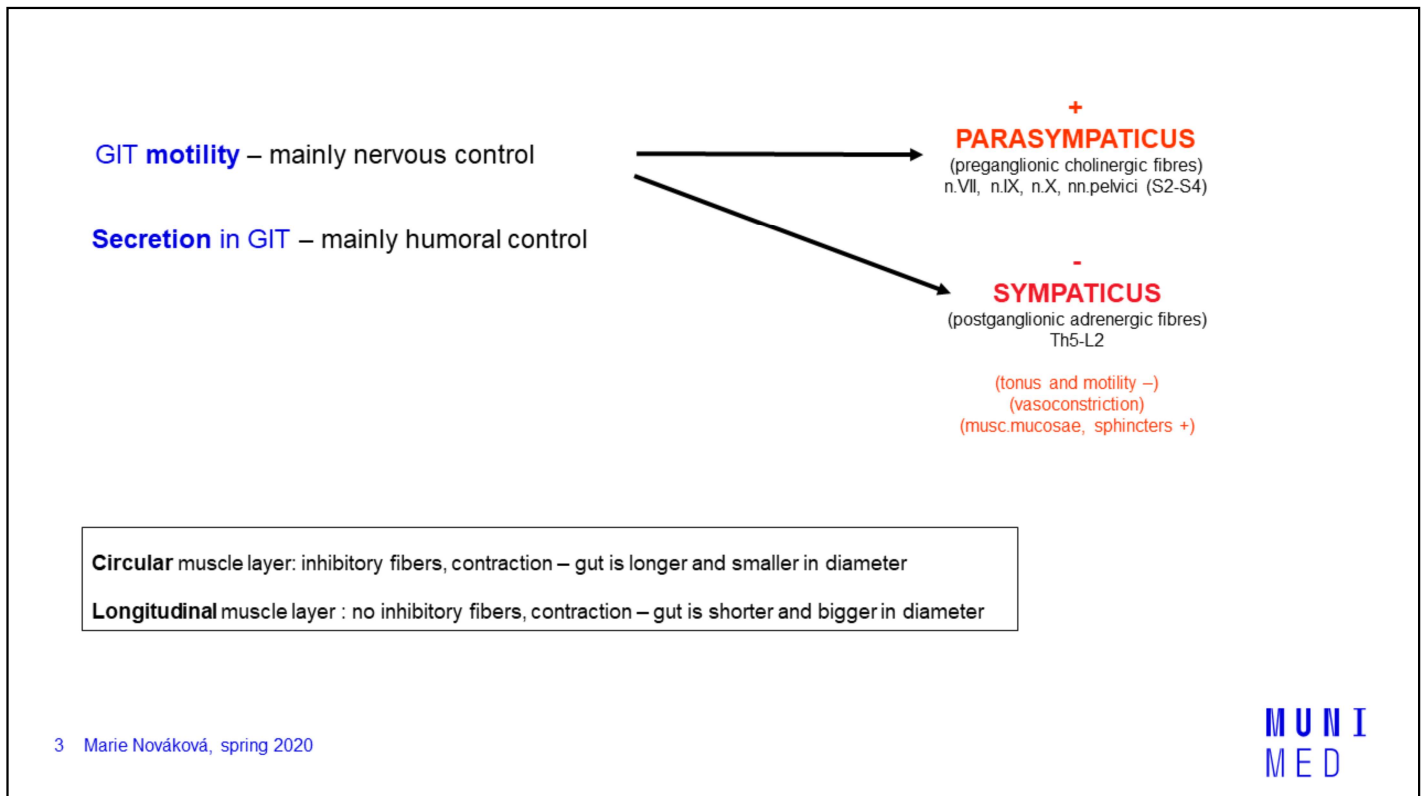 GIT motility – mainly nervous control
Secretion in GIT – mainly humoral control
+
PARASYMPATICUS
(preganglionic cholinergic fibres)
n.VII, n.IX, n.X, nn.pelvici (S2-S4)
-
SYMPATICUS
(postganglionic adrenergic fibres)
Th5-L2
(tonus and motility –)
(vasoconstriction)
(musc.mucosae, sphincters +)
Circular muscle layer: inhibitory fibers, contraction – gut is longer and smaller in diameter
Longitudinal muscle layer : no inhibitory fibers, contraction – gut is shorter and bigger in diameter
3 Marie Nováková, spring 2020
MUNI
MED